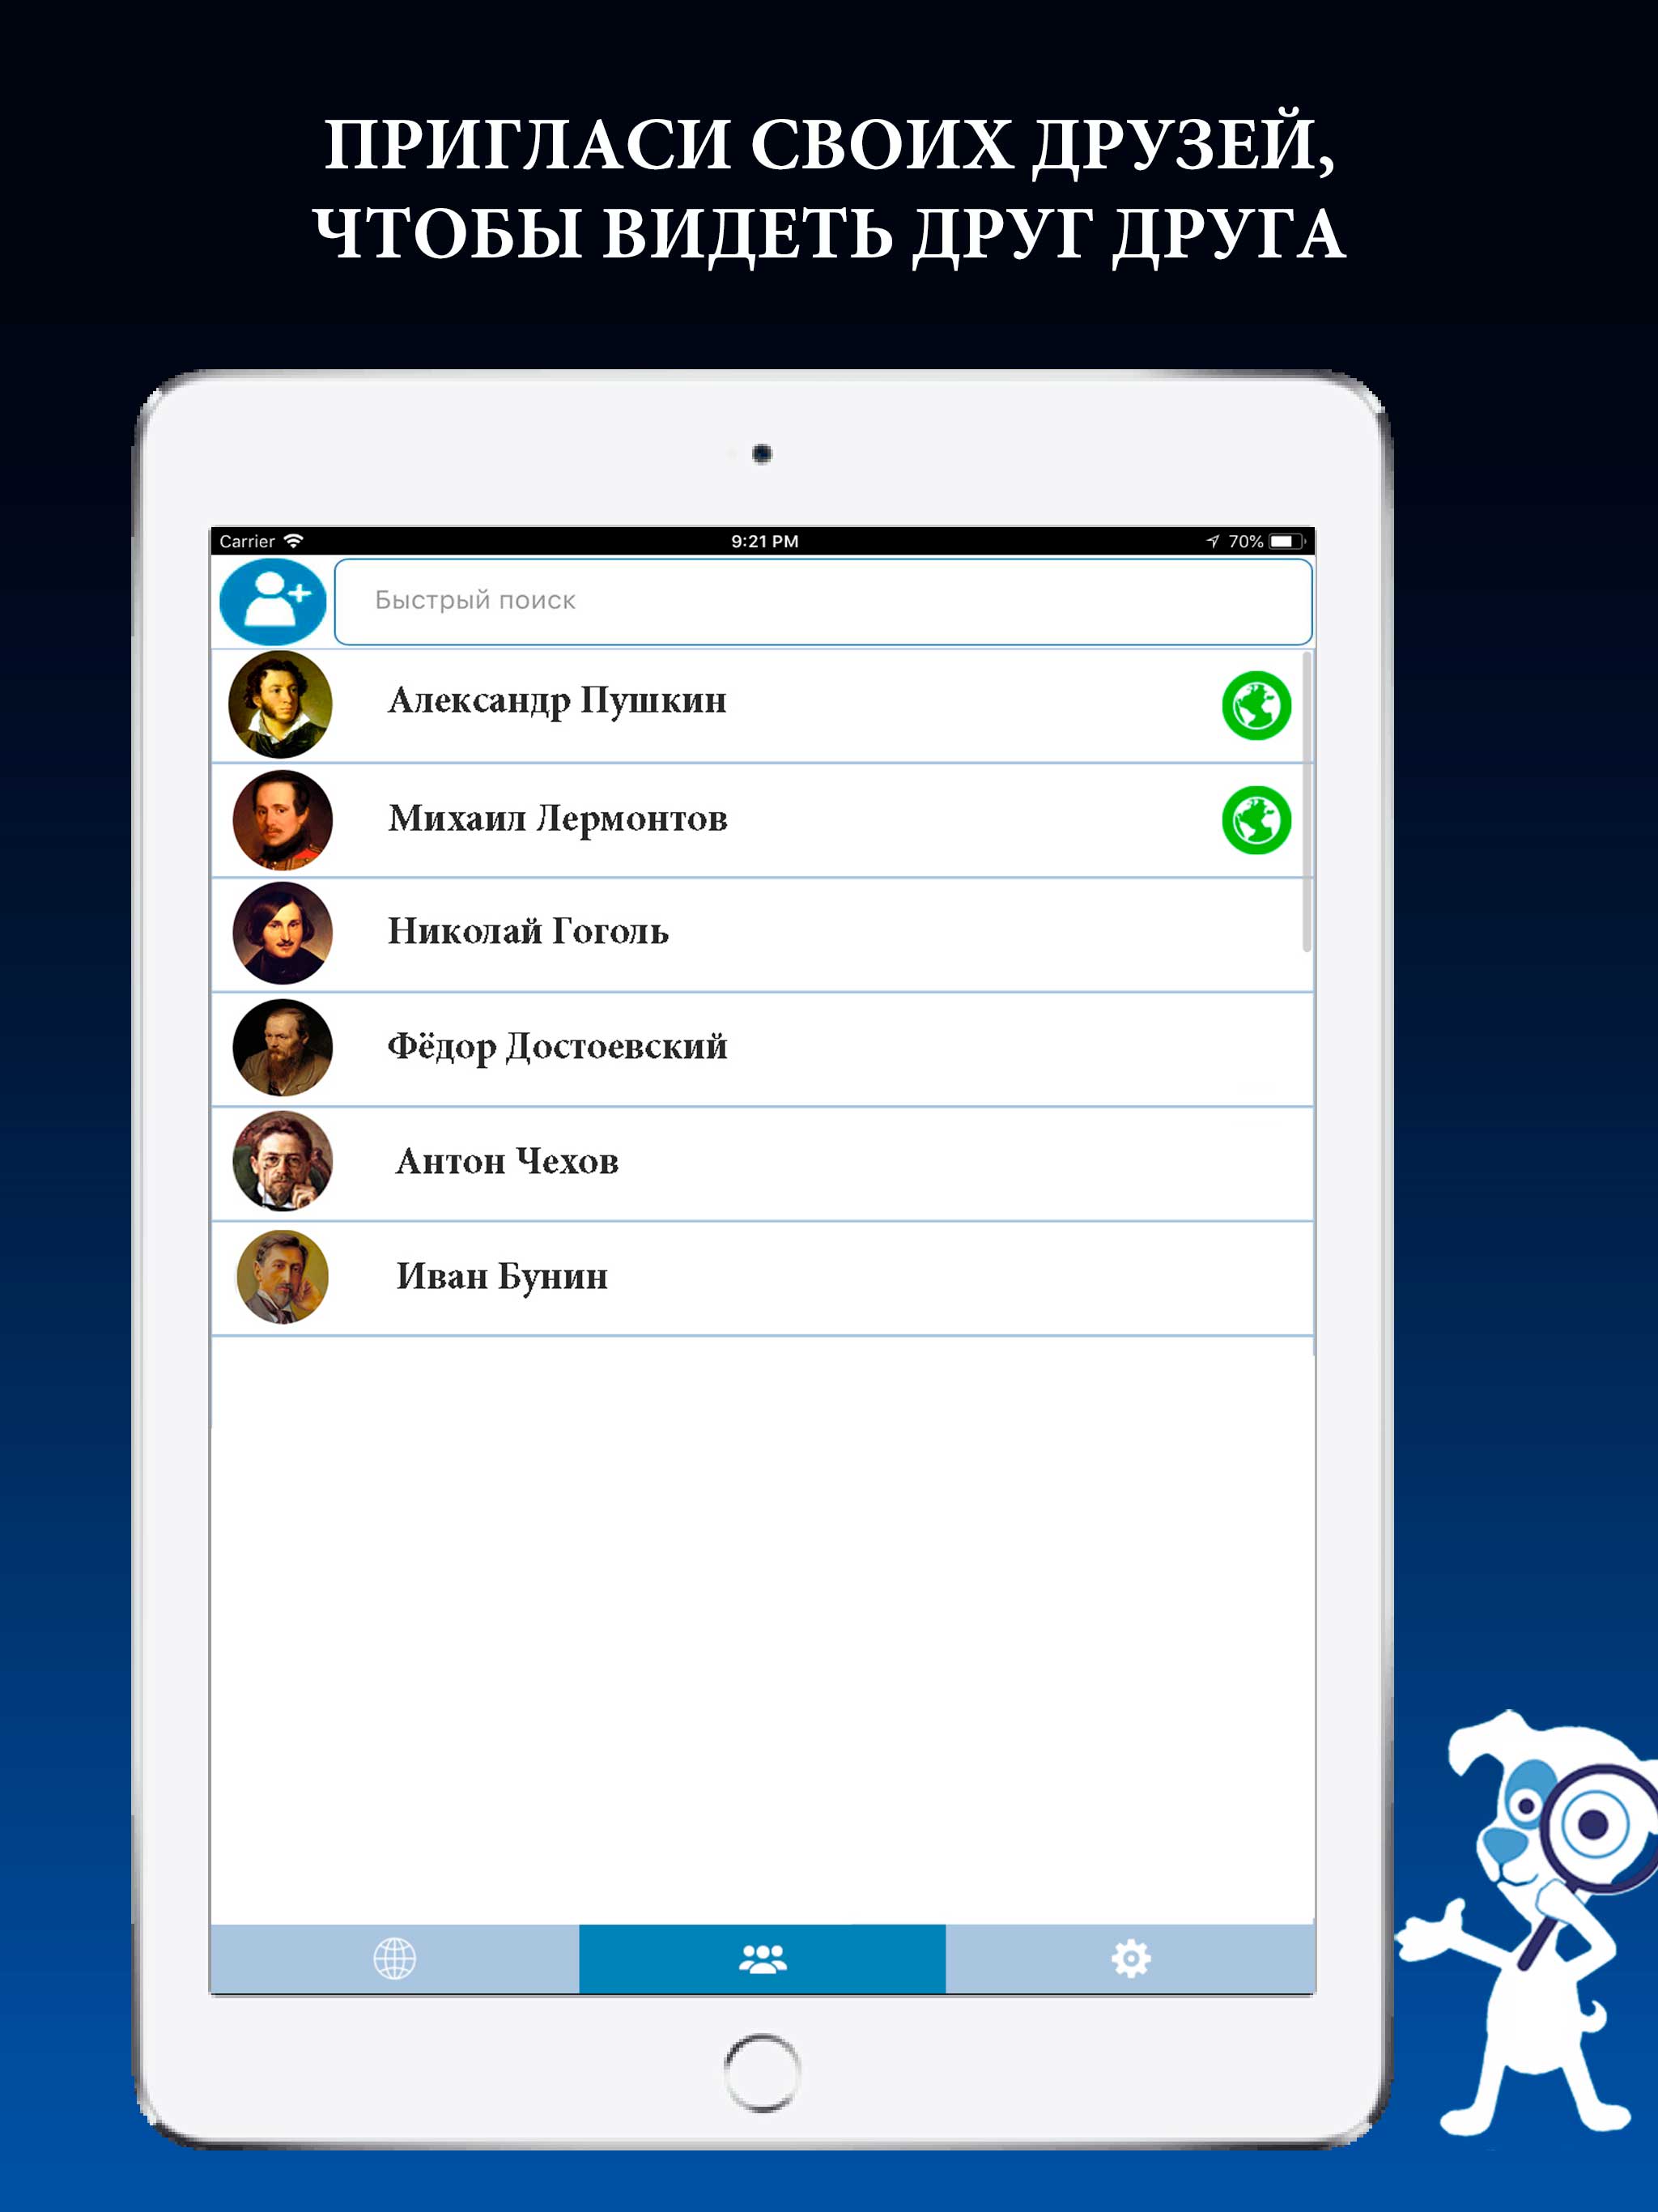 ПРИГЛАСИ СВОИХ ДРУЗЕЙ,
ЧТОБЫ ВИДЕТЬ ДРУГ ДРУГА
Carrier 9:21 PM 70%
Быстрый поиск
Александр Пушкин
Михаил Лермонтов
Николай Гоголь
Фёдор Достоевский
Антон Чехов
Иван Бунин